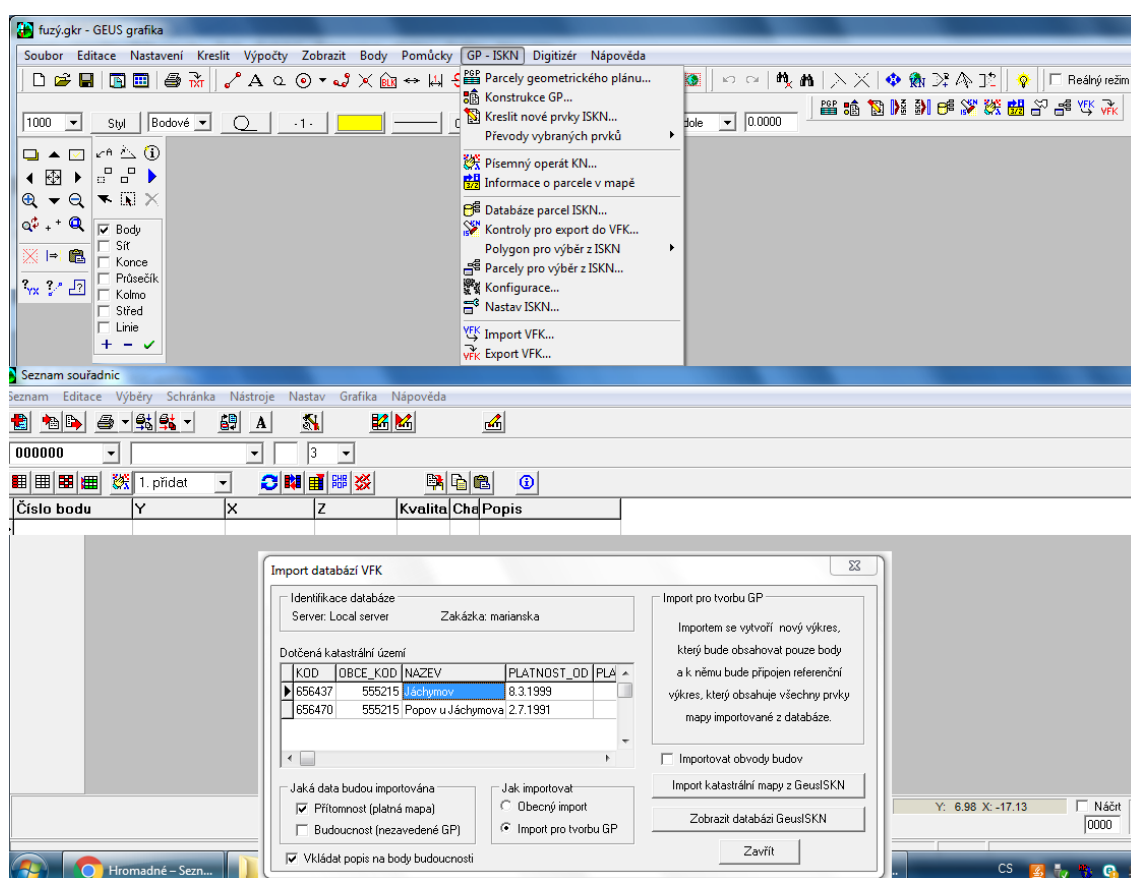 fuzý.gkr - GEUS grafika
Soubor Editace Nastavení Kreslit Výpočty Zobrazit Body Pomůcky GP - ISKN Digitizér Nápověda
Reálný režim
1000 Styl Bodové - 1 - dole 0.0000
Body
Síť
Konce
Průsečík
Kolmo
Střed
Linie
Parcely geometrického plánu...
Konstrukce GP...
Kreslit nové prvky ISKN...
Převody vybraných prvků
Písemný operát KN...
Informace o parcele v mapě
Databáze parcel ISKN...
Kontroly pro export do VFK...
Polygon pro výběr z ISKN
Parcely pro výběr z ISKN...
Konfigurace...
Nastav ISKN...
Import VFK...
Export VFK...
Seznam souřadnic
Seznam Editace Výběry Schránka Nástroje Nastav Grafika Nápověda
000000 3
1. přidat
Číslo bodu Y X Z Kvalita Cha Popis
Import databází VFK
Identifikace databáze
Server: Local server Zakázka: marianska
Dotčená katastrální území
KOD OBCE_KOD NAZEV PLATNOST_OD PLA
656437 555215 Jáchymov 8.3.1999
656470 555215 Popov u Jáchymova 2.7.1991
Jaká data budou importována
Přítomnost (platná mapa)
Budoucnost (nezavedené GP)
Vkládat popis na body budoucnosti
Jak importovat
Obecný import
Import pro tvorbu GP
Import pro tvorbu GP
Importem se vytvoří nový výkres,
který bude obsahovat pouze body
a k němu bude připojen referenční
výkres, který obsahuje všechny prvky
mapy importované z databáze.
Importovat obvody budov
Import katastrální mapy z GeusISKN
Zobrazit databázi GeusISKN
Zavřít
Y: 6.98 X: -17.13 Náčrt
0000
Hromadné – Sezn... CS